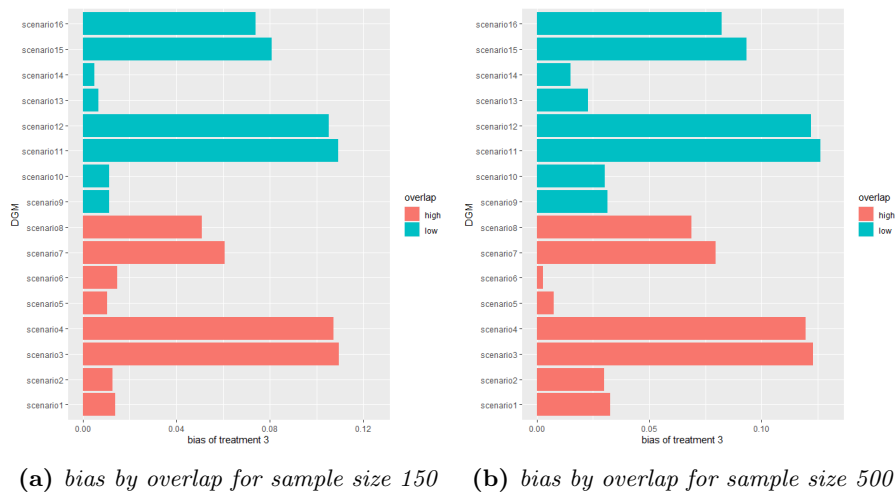 scenario16
scenario15
scenario14
scenario13
scenario12
scenario11
scenario10
scenario9
scenario8
scenario7
scenario6
scenario5
scenario4
scenario3
scenario2
scenario1
DGM
0.00 0.04 0.08 0.12
bias of treatment 3
overlap
high
low
(a) bias by overlap for sample size 150
scenario16
scenario15
scenario14
scenario13
scenario12
scenario11
scenario10
scenario9
scenario8
scenario7
scenario6
scenario5
scenario4
scenario3
scenario2
scenario1
DGM
0.00 0.05 0.10
bias of treatment 3
overlap
high
low
(b) bias by overlap for sample size 500